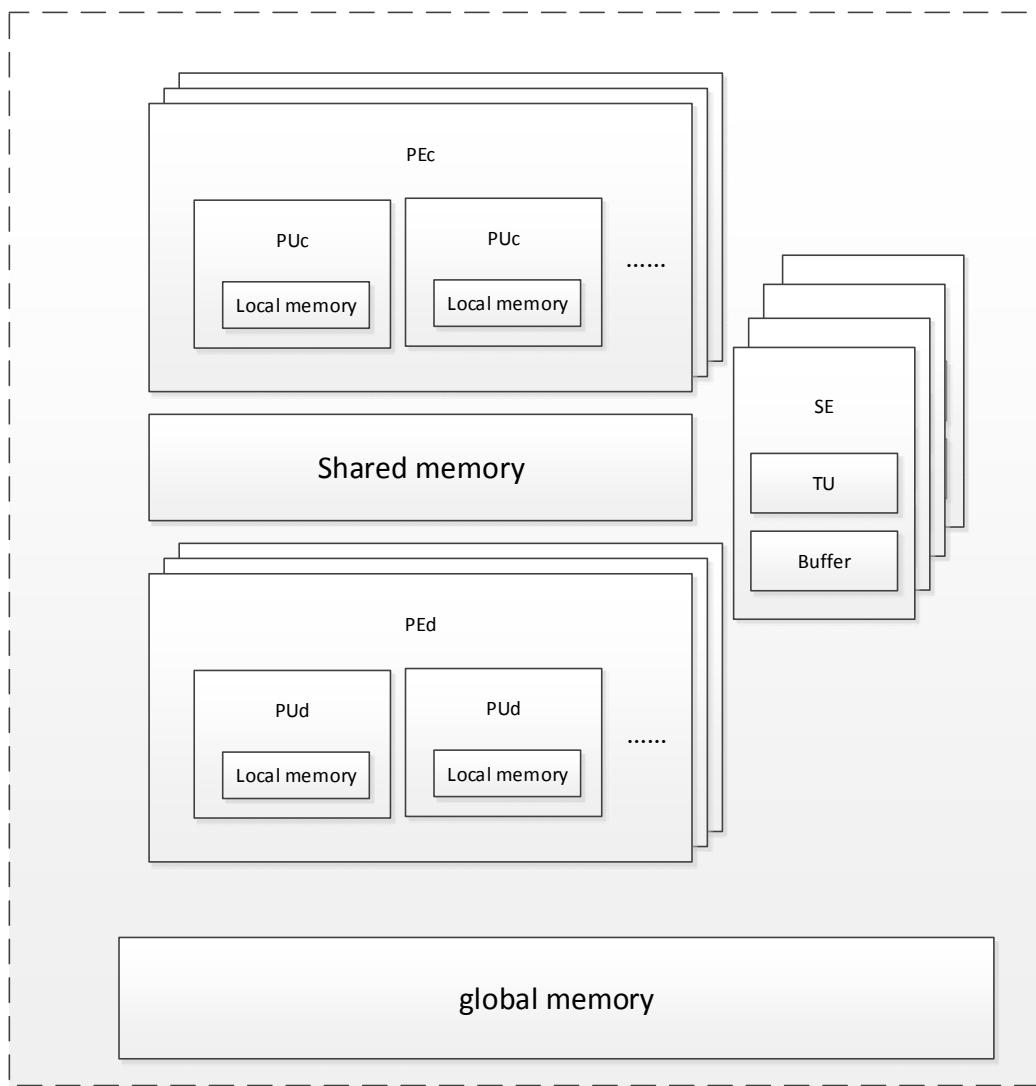 PEc
PUc
Local memory
PUc
Local memory
......
Shared memory
SE
TU
Buffer
PEd
PUd
Local memory
PUd
Local memory
......
global memory